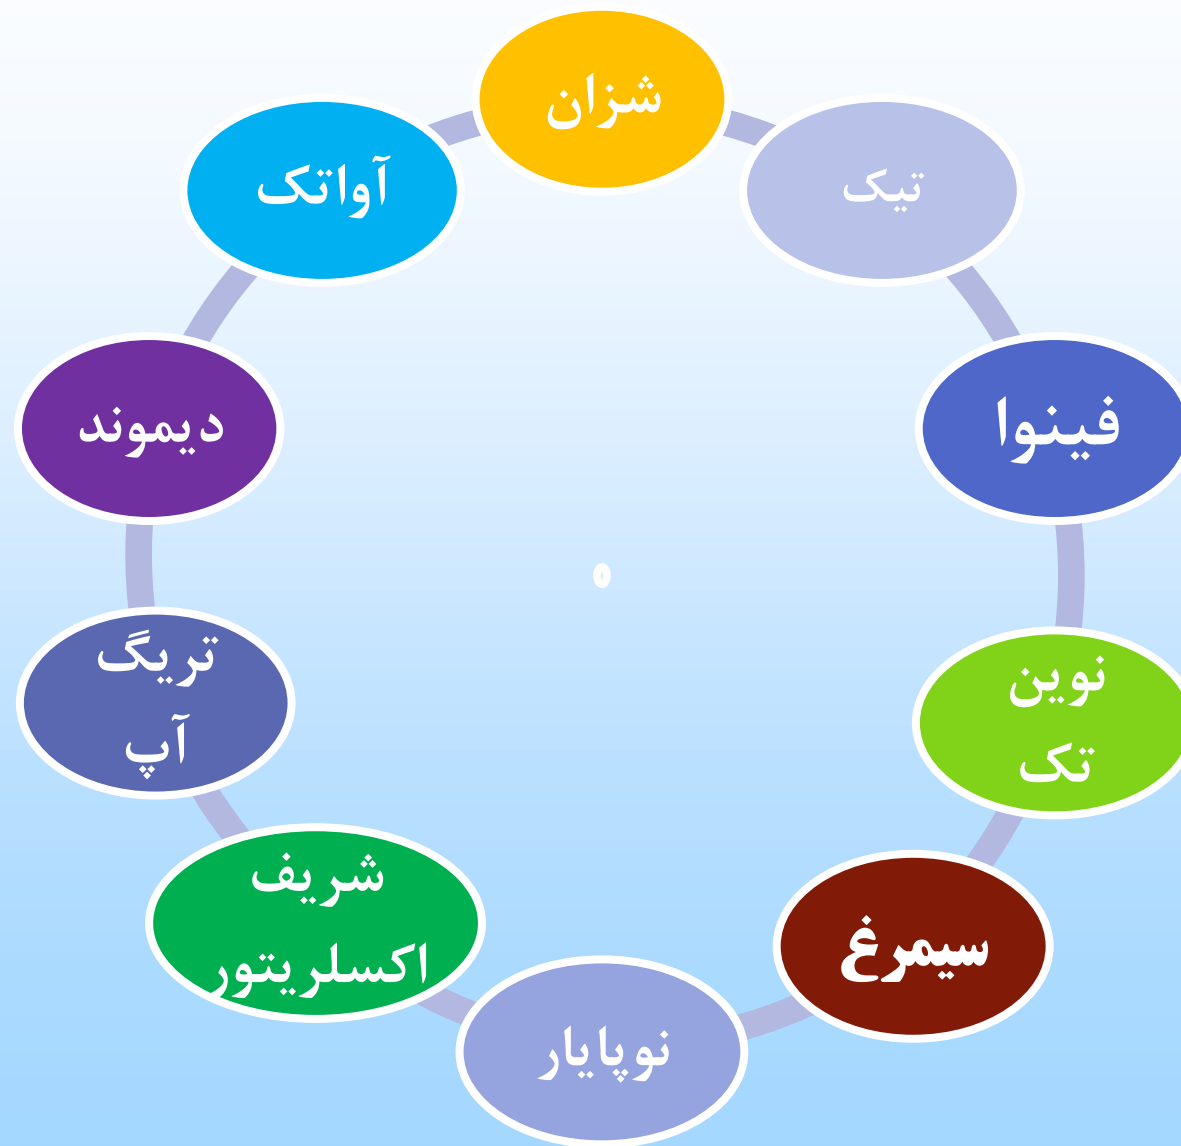 شزان
تیک
فینوا
نوین
تک
سیمرغ
نوپایار
شریف
اکسلریتور
تریگ
آپ
دیموند
آواتک